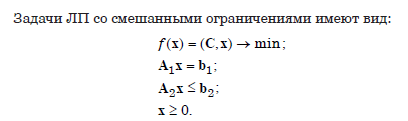 Задачи ЛП со смешанными ограничениями имеют вид:
f(x) = (C, x) → min;
A₁x = b₁;
A₂x ≤ b₂;
x ≥ 0.